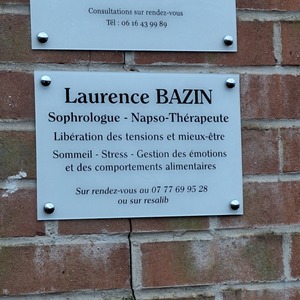 Consultations sur rendez-vous
Tél : 06 16 43 99 89
Laurence BAZIN
Sophrologue - Napso-Thérapeute
Libération des tensions et mieux-être
Sommeil - Stress - Gestion des émotions
et des comportements alimentaires
Sur rendez-vous au 07 77 69 95 28
ou sur resalib